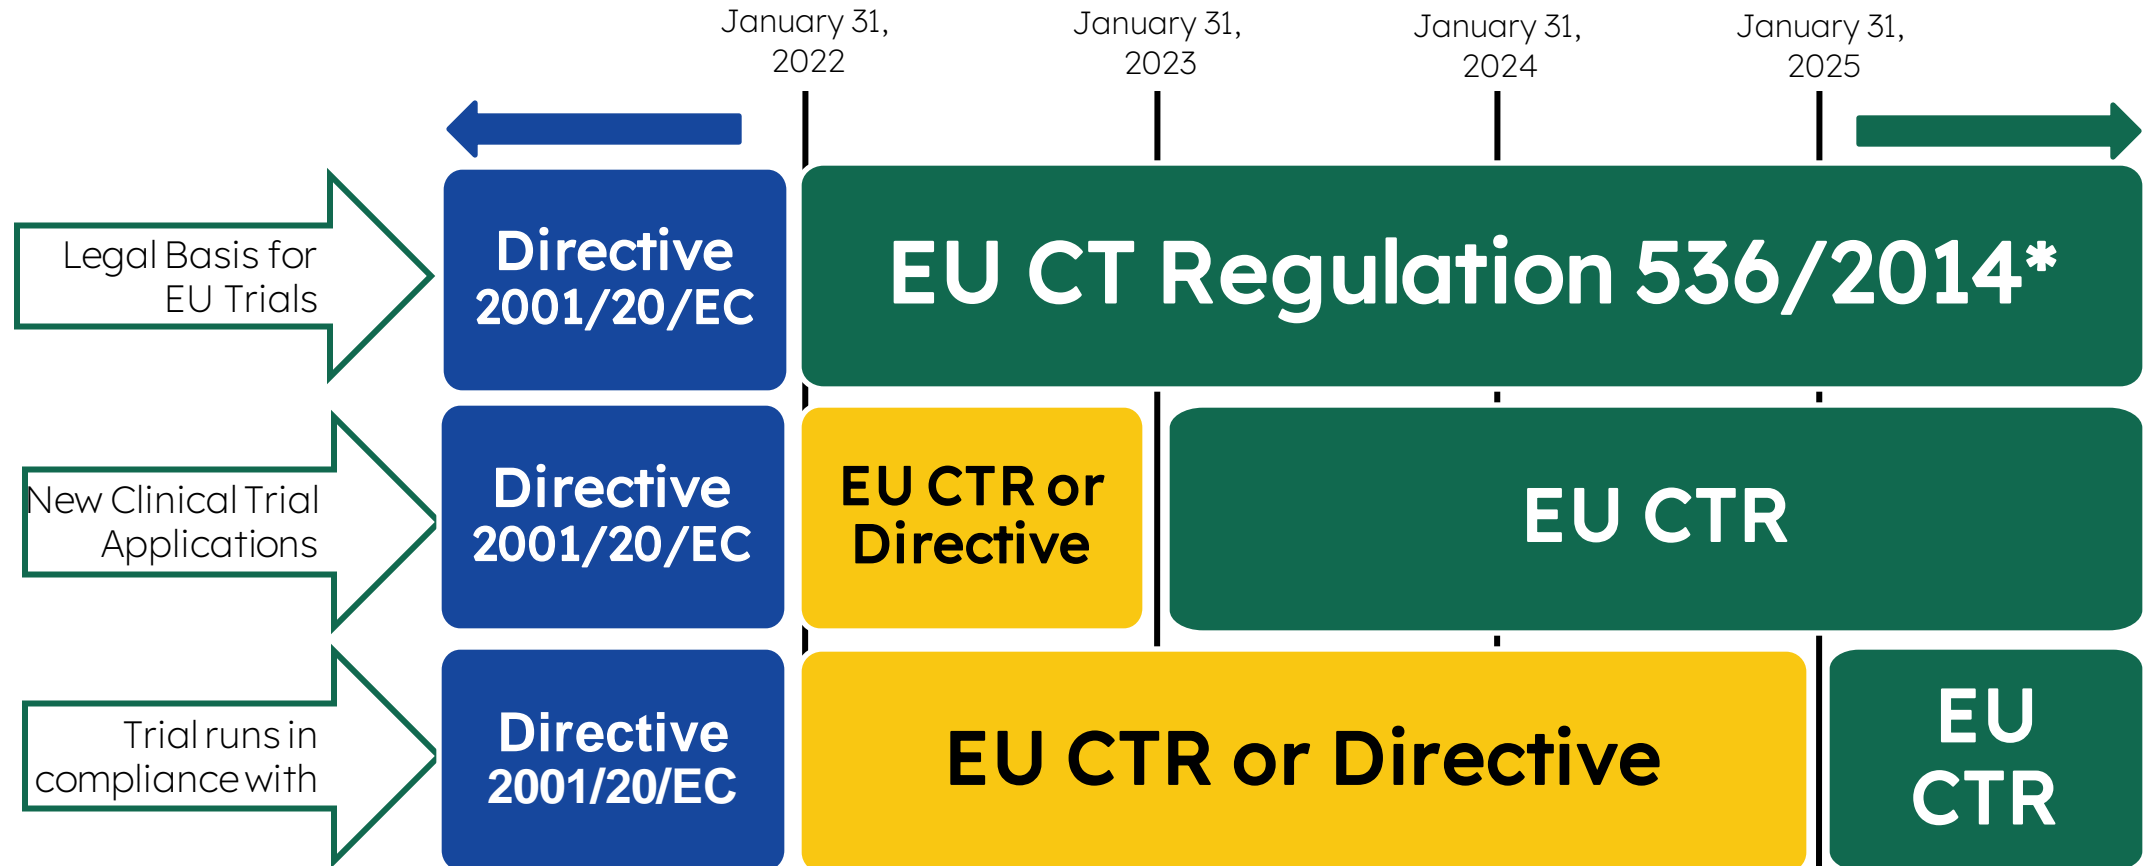 January 31,
2022
January 31,
2023
January 31,
2024
January 31,
2025
Legal Basis for
EU Trials
Directive
2001/20/EC
EU CT Regulation 536/2014*
New Clinical Trial
Applications
Directive
2001/20/EC
EU CTR or
Directive
EU CTR
Trial runs in
compliance with
Directive
2001/20/EC
EU CTR or Directive
EU
CTR